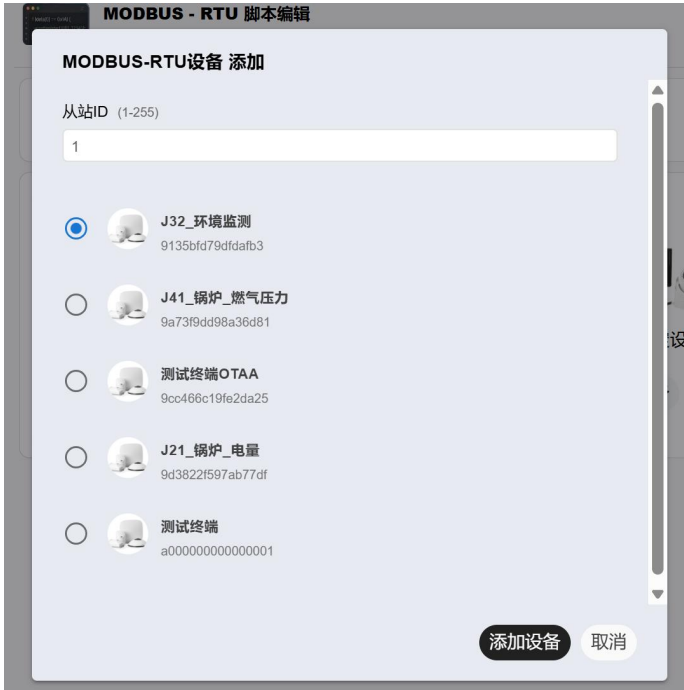 MODBUS - RTU 脚本编辑
MODBUS-RTU设备 添加
从站ID (1-255)
1
J32_环境监测
9135bfd79dfdafb3
J41_锅炉_燃气压力
9a73f9dd98a36d81
测试终端OTAA
9cc466c19fe2da25
J21_锅炉_电量
9d3822f597ab77df
测试终端
a000000000000001
添加设备 取消